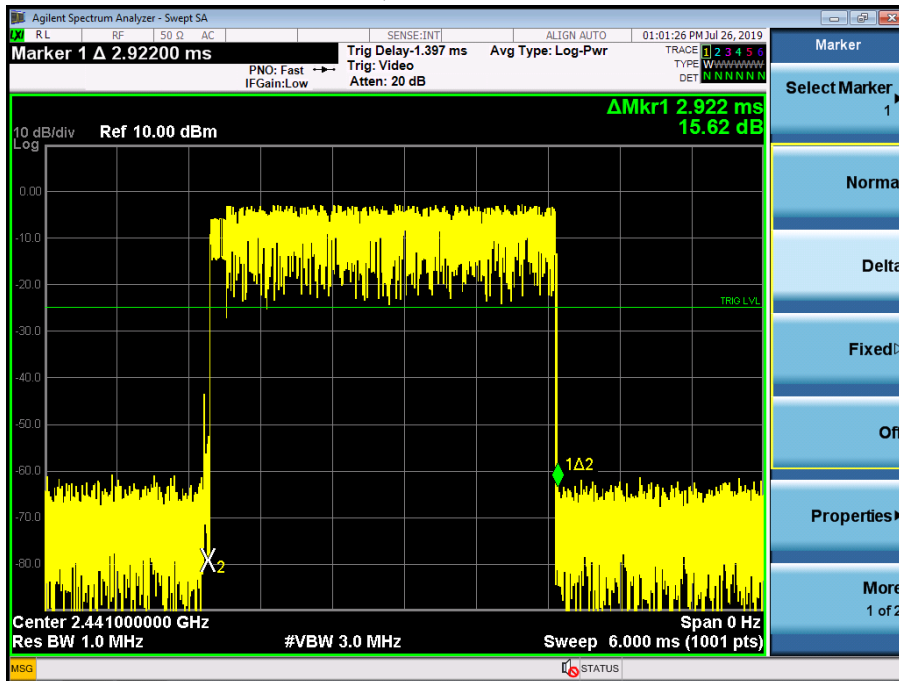 Agilent Spectrum Analyzer - Swept SA
LXI RL RF 50 Ω AC SENSE:INT ALIGN AUTO 01:01:26 PM Jul 26, 2019
Marker 1 Δ 2.92200 ms
PNO: Fast
IFGain:Low
Trig Delay-1.397 ms
Trig: Video
Atten: 20 dB
Avg Type: Log-Pwr
TRACE 1 2 3 4 5 6
TYPE WWWWWWW
DET N N N N N N
Marker
Select Marker
1
ΔMkr1 2.922 ms
15.62 dB
10 dB/div Ref 10.00 dBm
Log
0.00
-10.0
-20.0
TRIG LVL
-30.0
-40.0
-50.0
-60.0
1Δ2
-70.0
-80.0
2
Normal
Delta
Fixed
Off
Properties
More
1 of 2
Center 2.441000000 GHz Span 0 Hz
Res BW 1.0 MHz #VBW 3.0 MHz Sweep 6.000 ms (1001 pts)
MSG STATUS